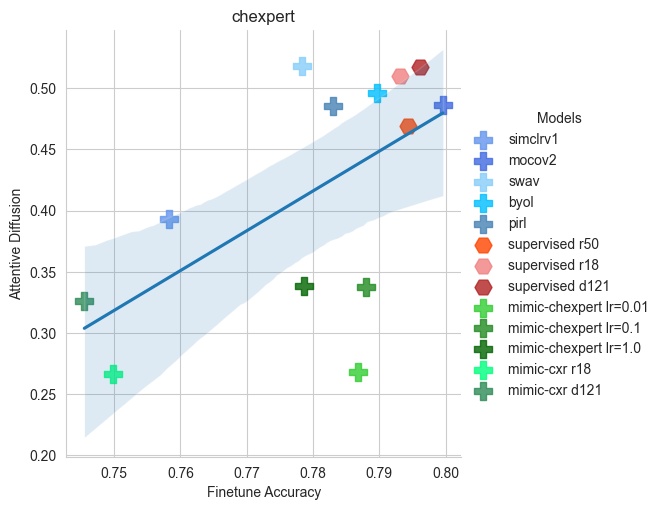 chexpert
Attentive Diffusion
0.50
0.45
0.40
0.35
0.30
0.25
0.20
0.75
0.76
0.77
0.78
0.79
0.80
Finetune Accuracy
Models
simclrv1
mocov2
swav
byol
pirl
supervised r50
supervised r18
supervised d121
mimic-chexpert lr=0.01
mimic-chexpert lr=0.1
mimic-chexpert lr=1.0
mimic-cxr r18
mimic-cxr d121